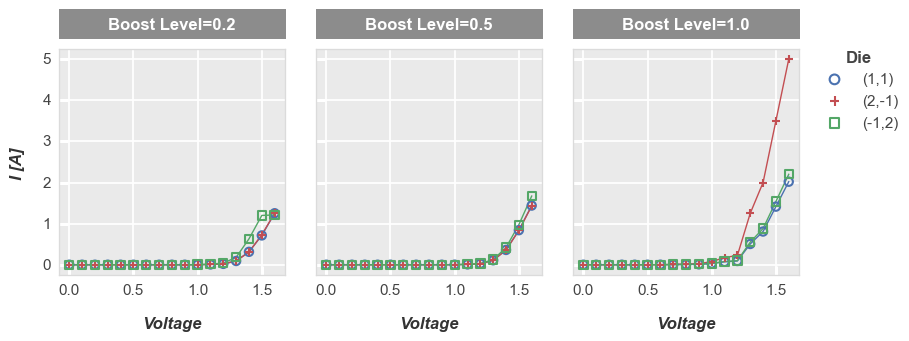 Boost Level=0.2 Boost Level=0.5 Boost Level=1.0
Die
(1,1)
(2,-1)
(-1,2)
I [A]
5
4
3
2
1
0
0.0 0.5 1.0 1.5 0.0 0.5 1.0 1.5 0.0 0.5 1.0 1.5
Voltage Voltage Voltage